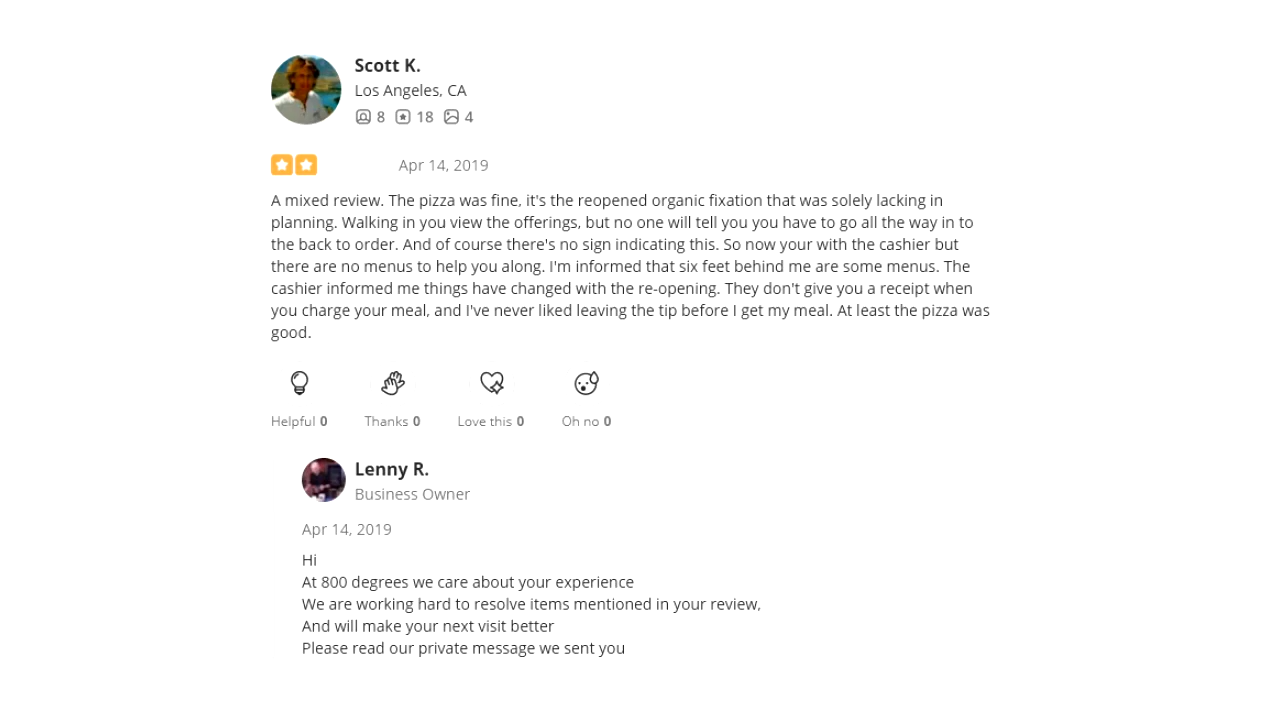 Scott K.
Los Angeles, CA
8 18 4
Apr 14, 2019
A mixed review. The pizza was fine, it's the reopened organic fixation that was solely lacking in
planning. Walking in you view the offerings, but no one will tell you you have to go all the way in to
the back to order. And of course there's no sign indicating this. So now your with the cashier but
there are no menus to help you along. I'm informed that six feet behind me are some menus. The
cashier informed me things have changed with the re-opening. They don't give you a receipt when
you charge your meal, and I've never liked leaving the tip before I get my meal. At least the pizza was
good.
Helpful 0 Thanks 0 Love this 0 Oh no 0
Lenny R.
Business Owner
Apr 14, 2019
Hi
At 800 degrees we care about your experience
We are working hard to resolve items mentioned in your review,
And will make your next visit better
Please read our private message we sent you